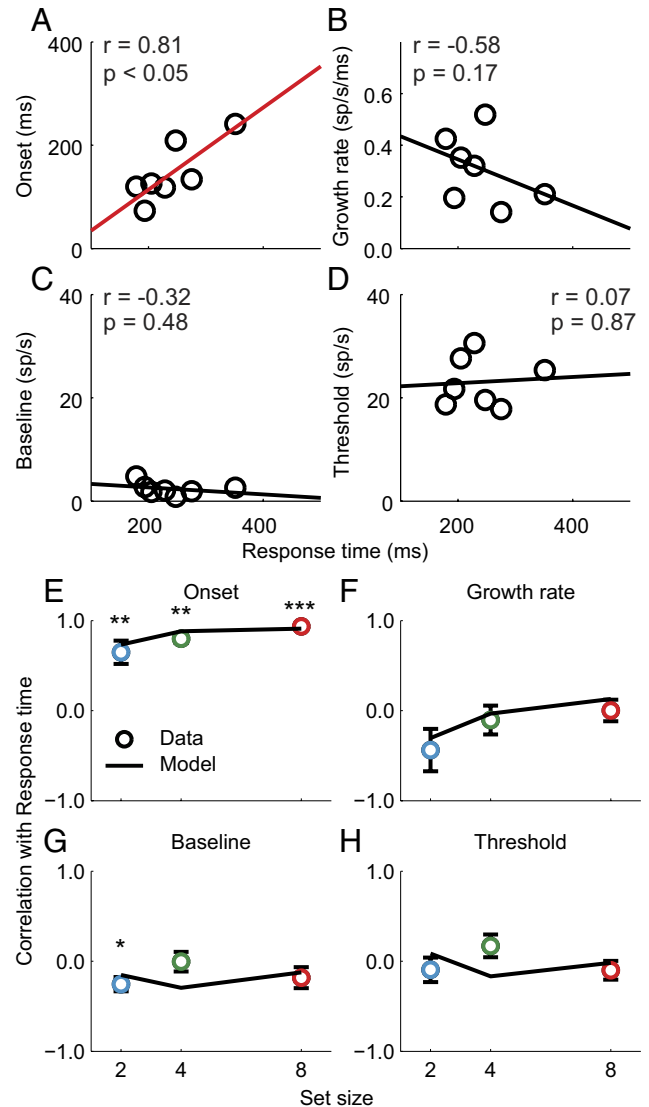 A
r = 0.81
p < 0.05
Onset (ms)
400
200
0
B
r = -0.58
p = 0.17
Growth rate (sp/s/ms)
0.6
0.4
0.2
0.0
C
r = -0.32
p = 0.48
Baseline (sp/s)
40
20
0
200
400
D
r = 0.07
p = 0.87
Threshold (sp/s)
40
20
0
200
400
Response time (ms)
Correlation with Response time
E
Onset
** ** ***
1.0
0.0
−1.0
Data
Model
F
Growth rate
1.0
0.0
−1.0
G
Baseline
*
1.0
0.0
−1.0
2 4 8
H
Threshold
1.0
0.0
−1.0
2 4 8
Set size